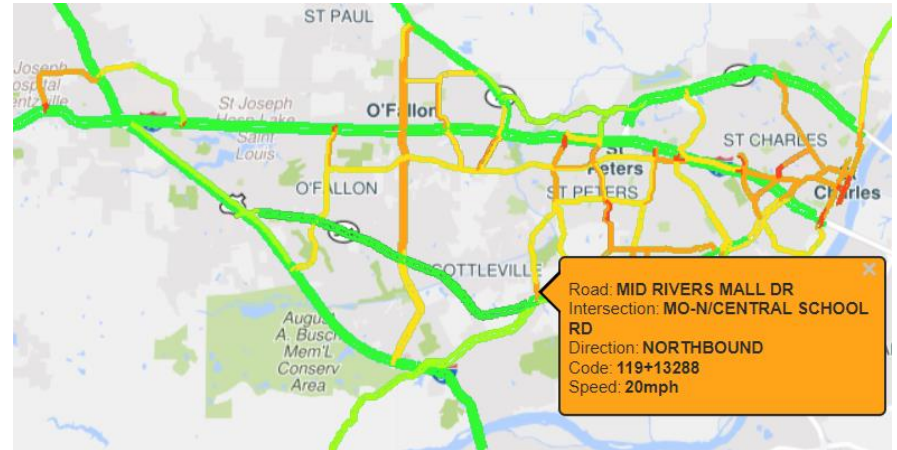 ST PAUL
Joseph
St Joseph
Hosp Lake
Saint
Louis
O'Fallon
ST CHARLES
St
Peters
O'FALLON
ST PETERS
Charles
COTTLEVILLE
Road: MID RIVERS MALL DR
Intersection: MO-N/CENTRAL SCHOOL
RD
Direction: NORTHBOUND
Code: 119+13288
Speed: 20mph
A. Busch
Mem'l
Conserv
Area